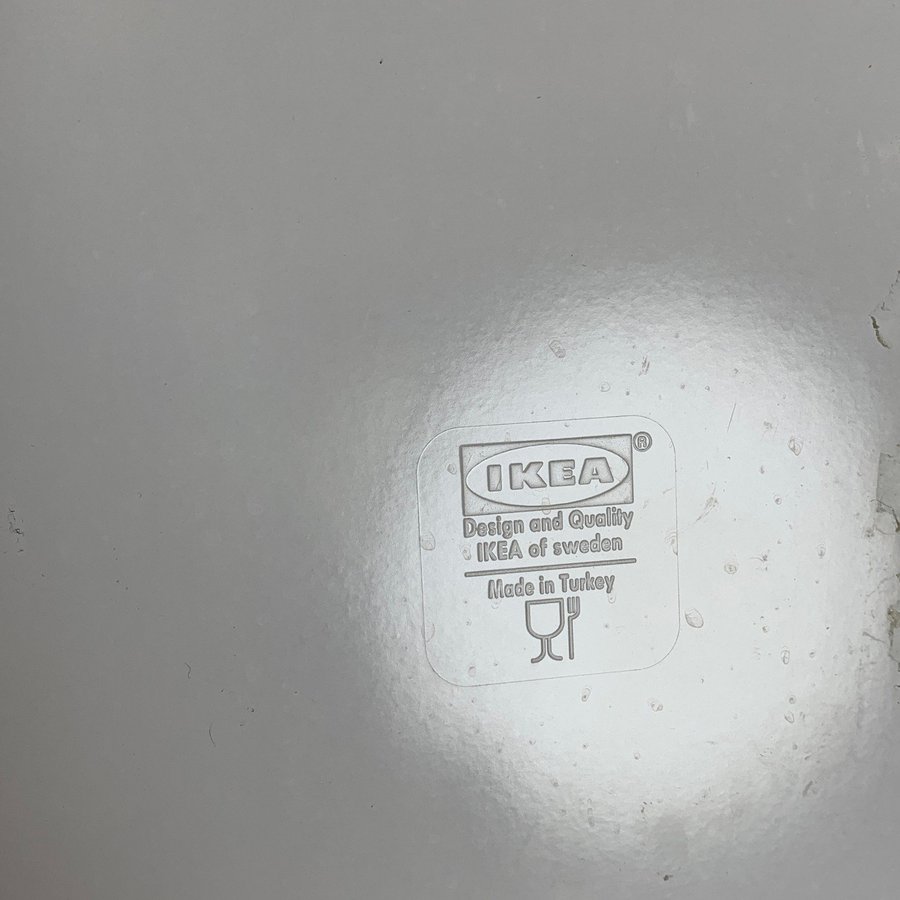 IKEA®
Design and Quality
IKEA of sweden
Made in Turkey